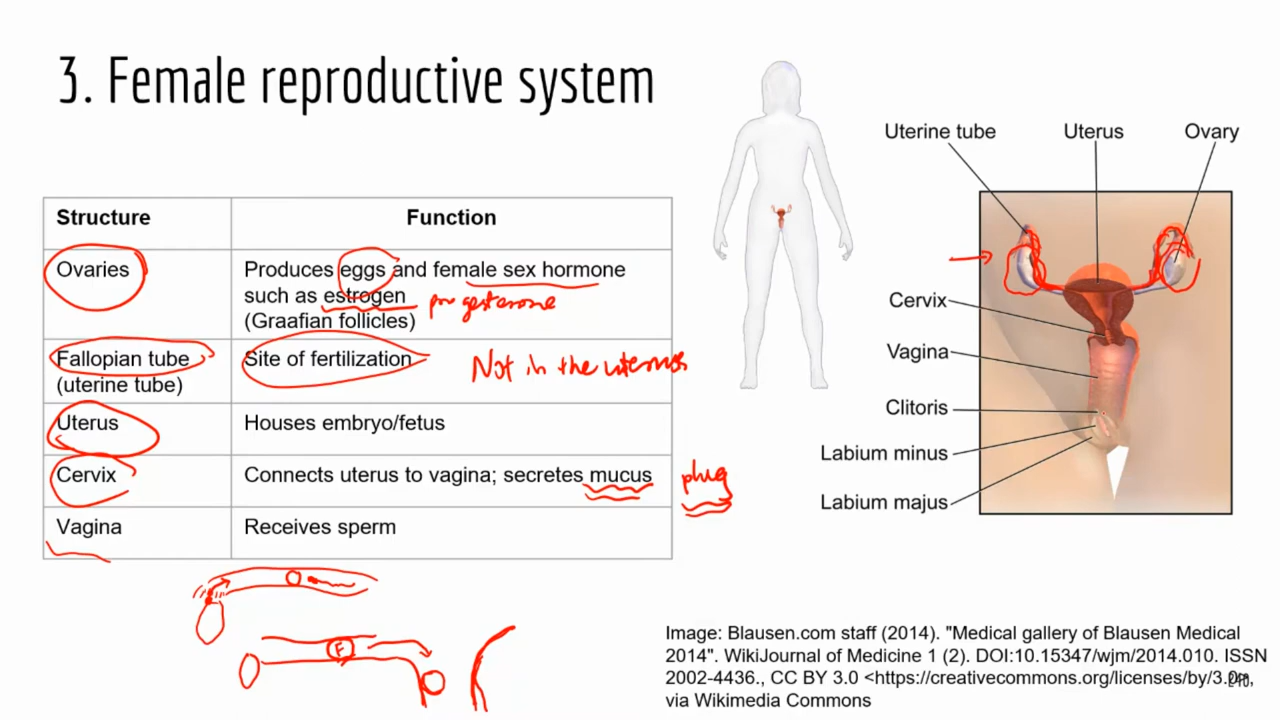 3. Female reproductive system
Structure
Function
Ovaries
Produces eggs and female sex hormone
such as estrogen progesterone
(Graafian follicles)
Fallopian tube
(uterine tube)
Site of fertilization
Not in the uterus
Uterus
Houses embryo/fetus
Cervix
Connects uterus to vagina; secretes mucus
plug
Vagina
Receives sperm
F
Uterine tube
Uterus
Ovary
Cervix
Vagina
Clitoris
Labium minus
Labium majus
Image: Blausen.com staff (2014). "Medical gallery of Blausen Medical
2014". WikiJournal of Medicine 1 (2). DOI:10.15347/wjm/2014.010. ISSN
2002-4436., CC BY 3.0 <https://creativecommons.org/licenses/by/3.0>,
via Wikimedia Commons